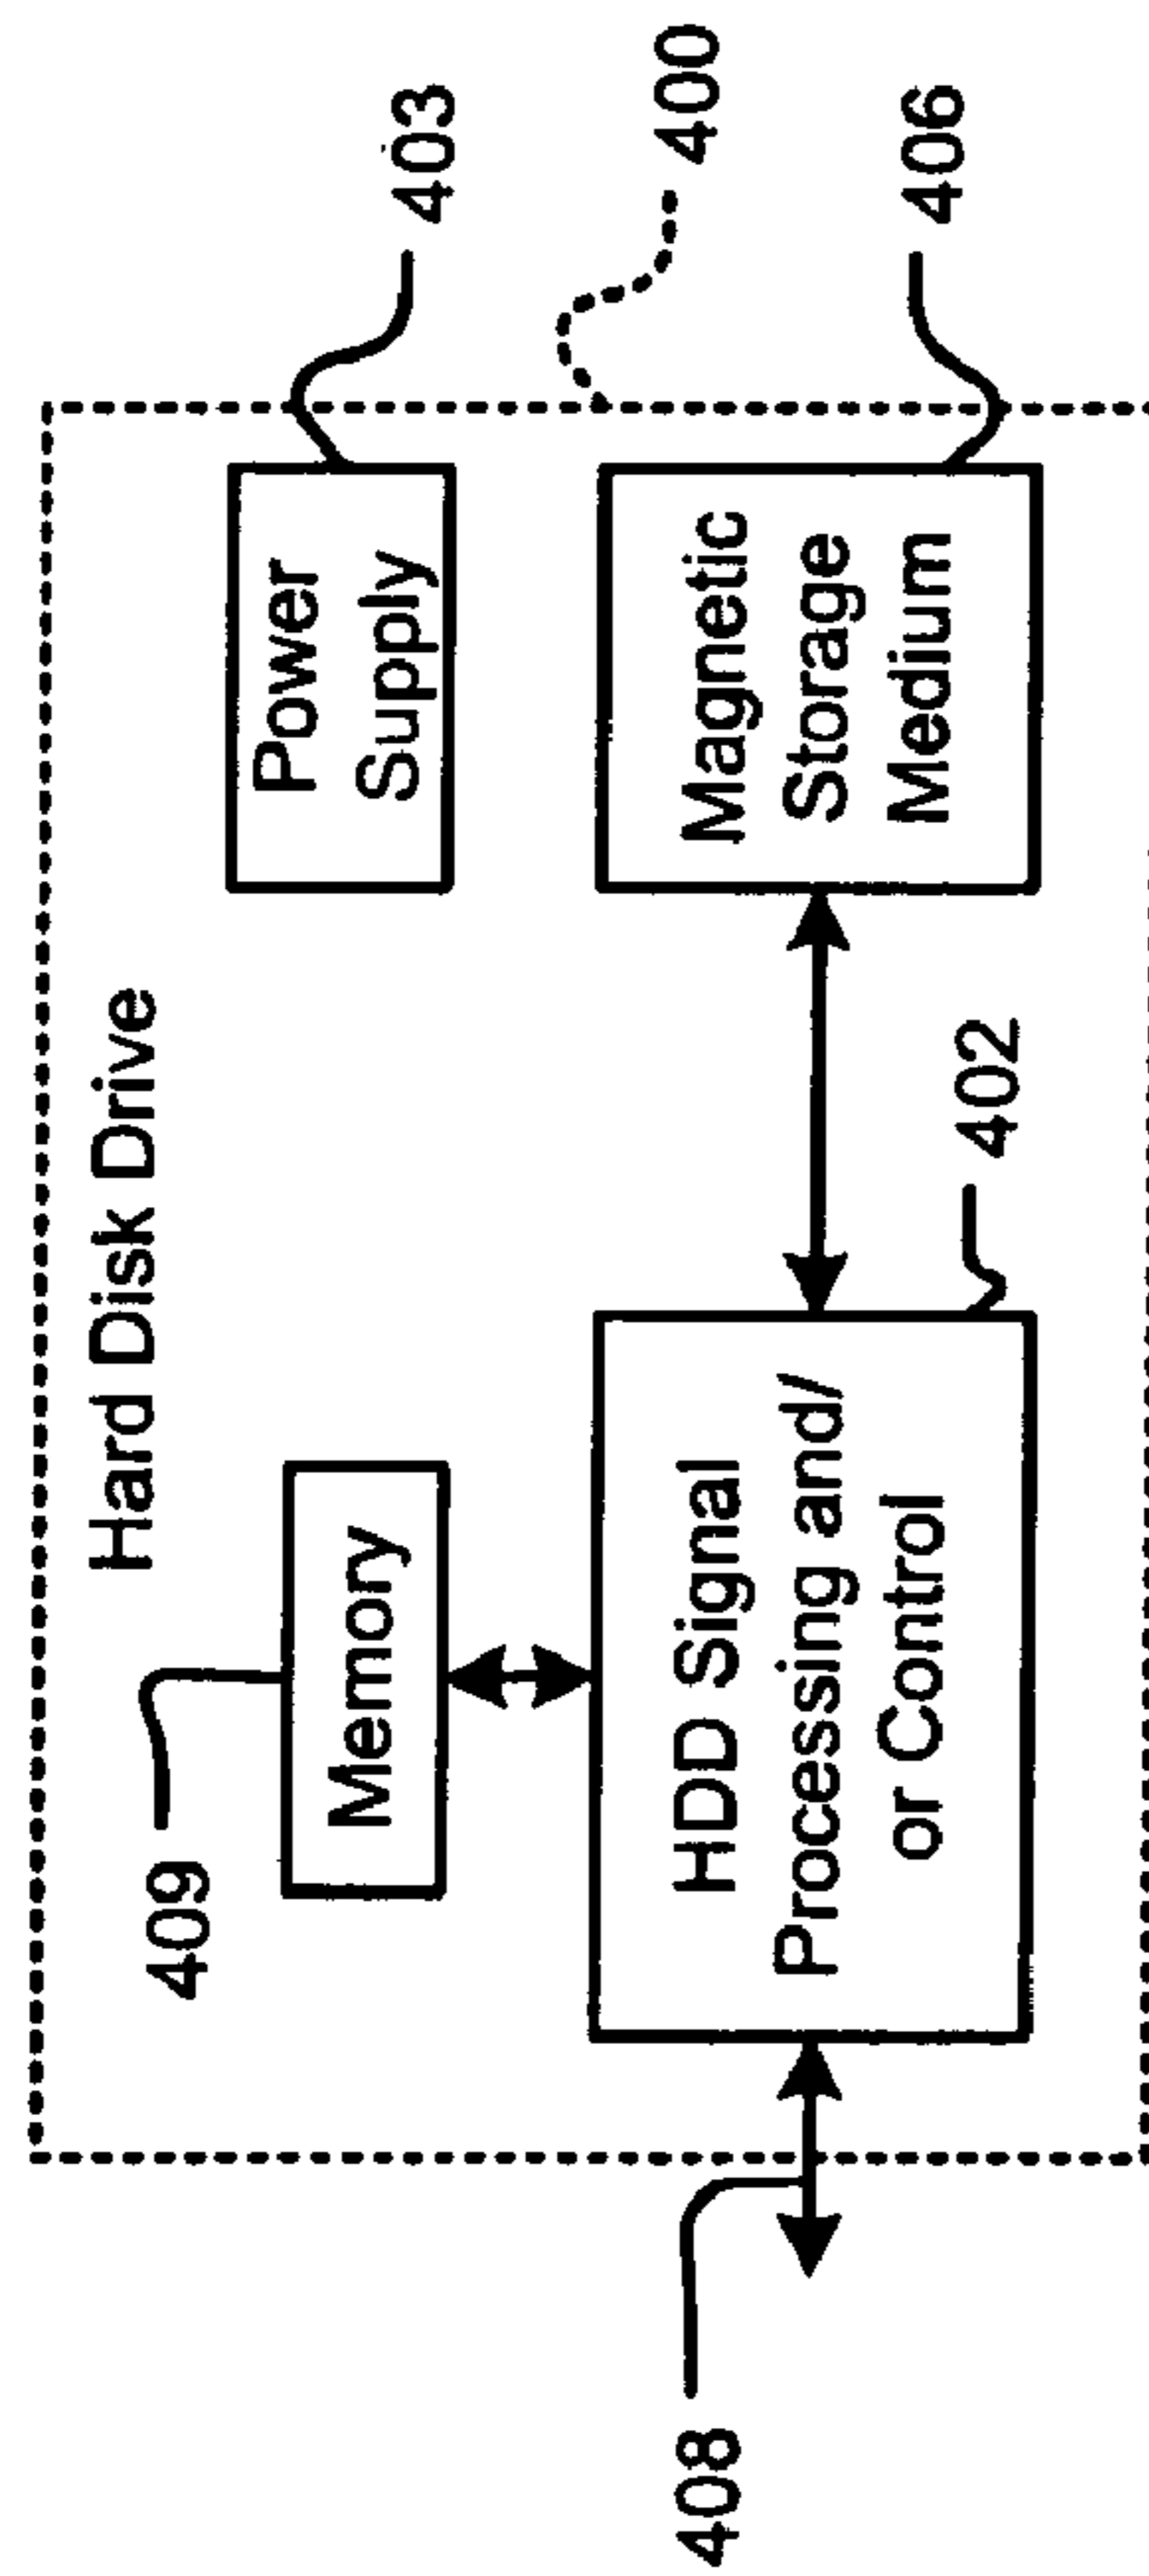 Hard Disk Drive
409
Memory
Power
Supply
403
400
408
HDD Signal
Processing and/
or Control
402
Magnetic
Storage
Medium
406